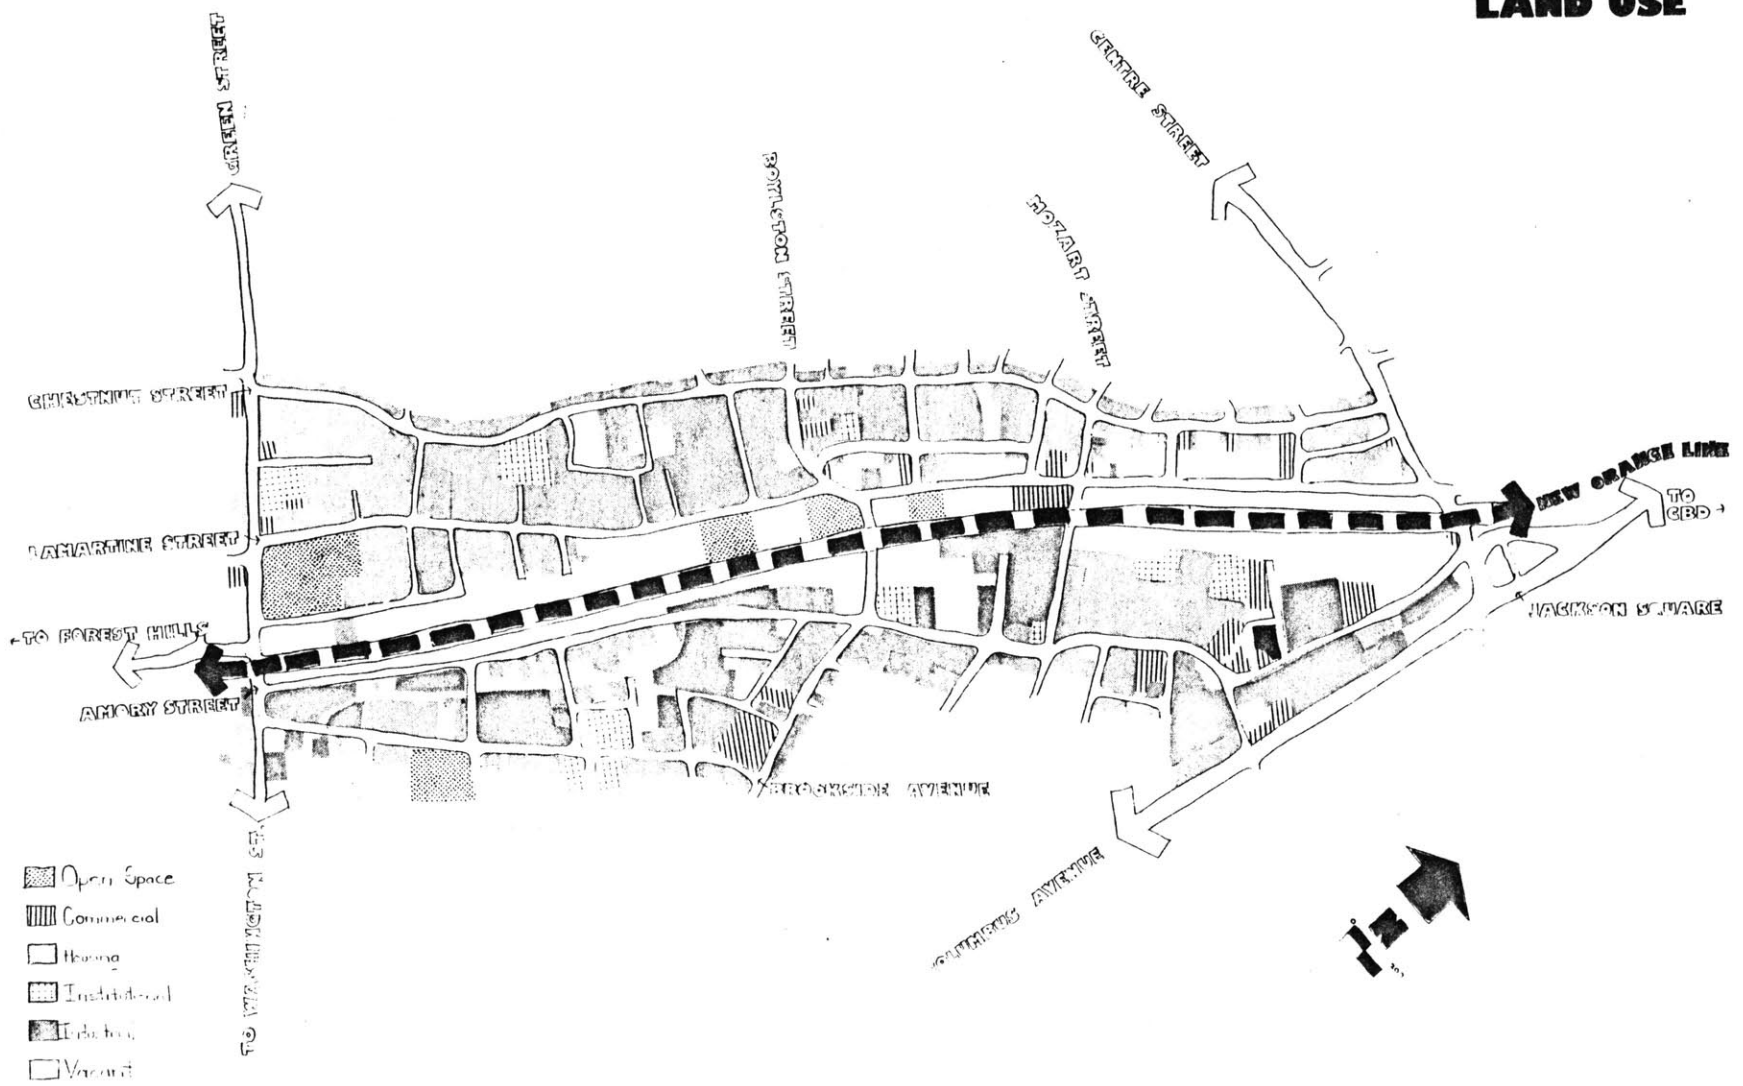 LAND USE
GREEN STREET
CENTRE STREET
BOYLSTON STREET
MOZART STREET
CHESTNUT STREET
NEW ORANGE LINE
TO
CBD →
LAMARTINE STREET
←TO FOREST HILLS
JACKSON SQUARE
AMORY STREET
BROOKSIDE AVENUE
TO WASHINGTON ST.
COLUMBUS AVENUE
N
Open Space
Commercial
Housing
Institutional
Industrial
Vacant